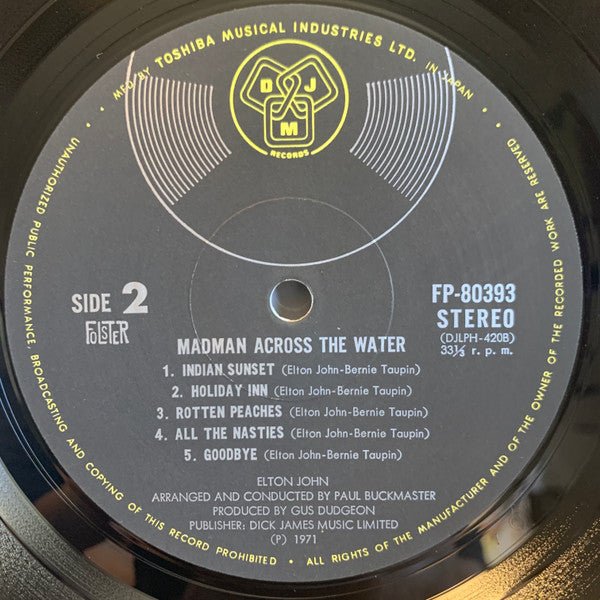 MFD BY TOSHIBA MUSICAL INDUSTRIES LTD. IN JAPAN
D J M
RECORDS
SIDE 2
FOLSTER
FP-80393
STEREO
(DJLPH-420B)
33⅓ r. p. m.
MADMAN ACROSS THE WATER
1. INDIAN SUNSET (Elton John-Bernie Taupin)
2. HOLIDAY INN (Elton John-Bernie Taupin)
3. ROTTEN PEACHES (Elton John-Bernie Taupin)
4. ALL THE NASTIES (Elton John-Bernie Taupin)
5. GOODBYE (Elton John-Bernie Taupin)
ELTON JOHN
ARRANGED AND CONDUCTED BY PAUL BUCKMASTER
PRODUCED BY GUS DUDGEON
PUBLISHER: DICK JAMES MUSIC LIMITED
(P) 1971
UNAUTHORIZED PUBLIC PERFORMANCE, BROADCASTING AND COPYING OF THIS RECORD PROHIBITED • ALL RIGHTS OF THE MANUFACTURER AND OF THE OWNER OF THE RECORDED WORK ARE RESERVED